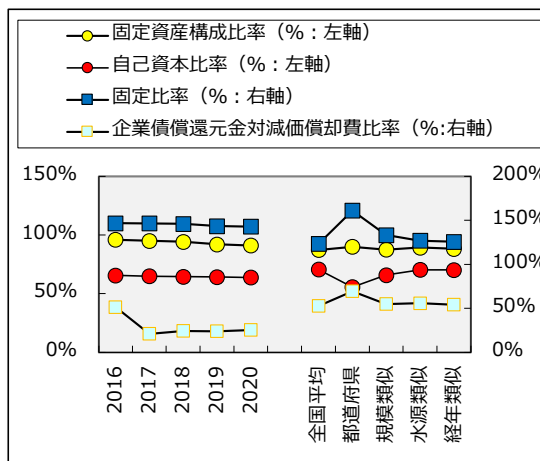 固定資産構成比率（%：左軸）
自己資本比率（%：左軸）
固定比率（%：右軸）
企業債償還元金対減価償却費比率（%:右軸）
150%
100%
50%
0%
200%
150%
100%
50%
0%
2016
2017
2018
2019
2020
全国平均
都道府県
規模類似
水源類似
経年類似